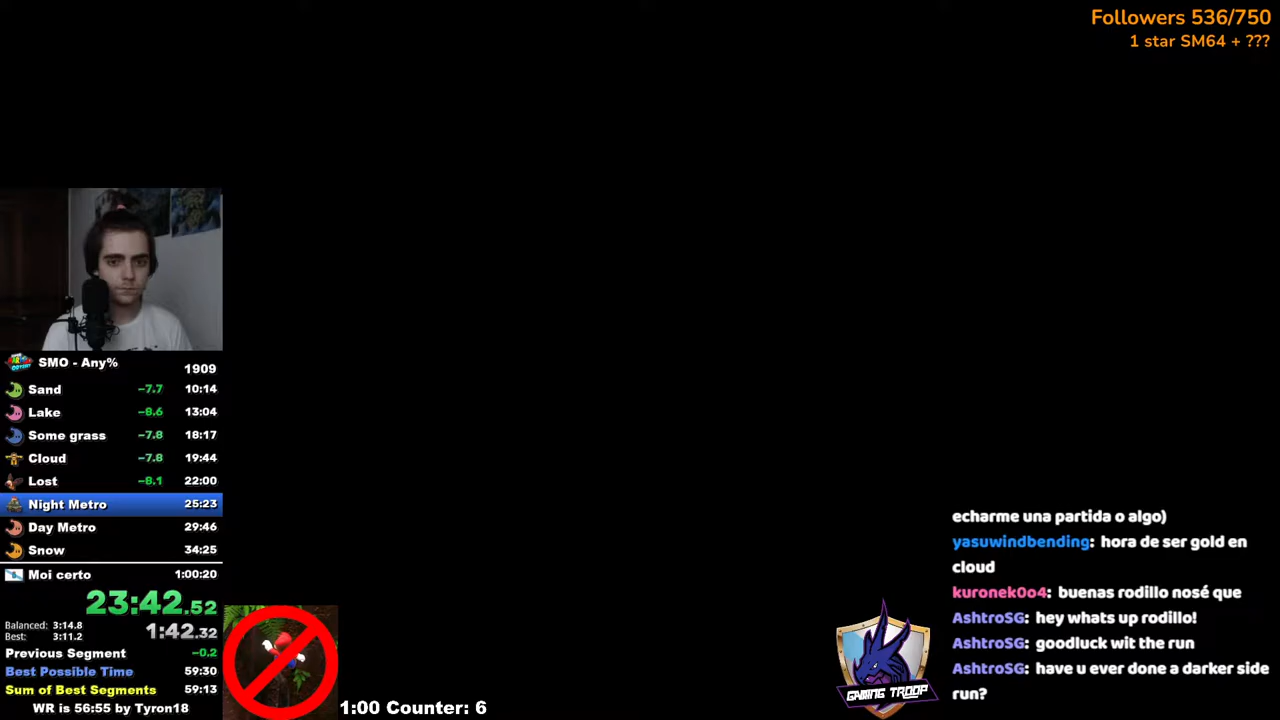 Followers 536/750
1 star SM64 + ???
SMO - Any%
1909
Sand -7.7 10:14
Lake -8.6 13:04
Some grass -7.8 18:17
Cloud -7.8 19:44
Lost -8.1 22:00
Night Metro 25:23
Day Metro 29:46
Snow 34:25
Moi certo 1:00:20
23:42.52
Balanced: 3:14.8
Best: 3:11.2
1:42.32
Previous Segment -0.2
Best Possible Time 59:30
Sum of Best Segments 59:13
WR is 56:55 by Tyron18
1:00 Counter: 6
GAMING TROOP
echarme una partida o algo)
yasuwindbending: hora de ser gold en
cloud
kuronek0o4: buenas rodillo nosé que
AshtroSG: hey whats up rodillo!
AshtroSG: goodluck wit the run
AshtroSG: have u ever done a darker side
run?